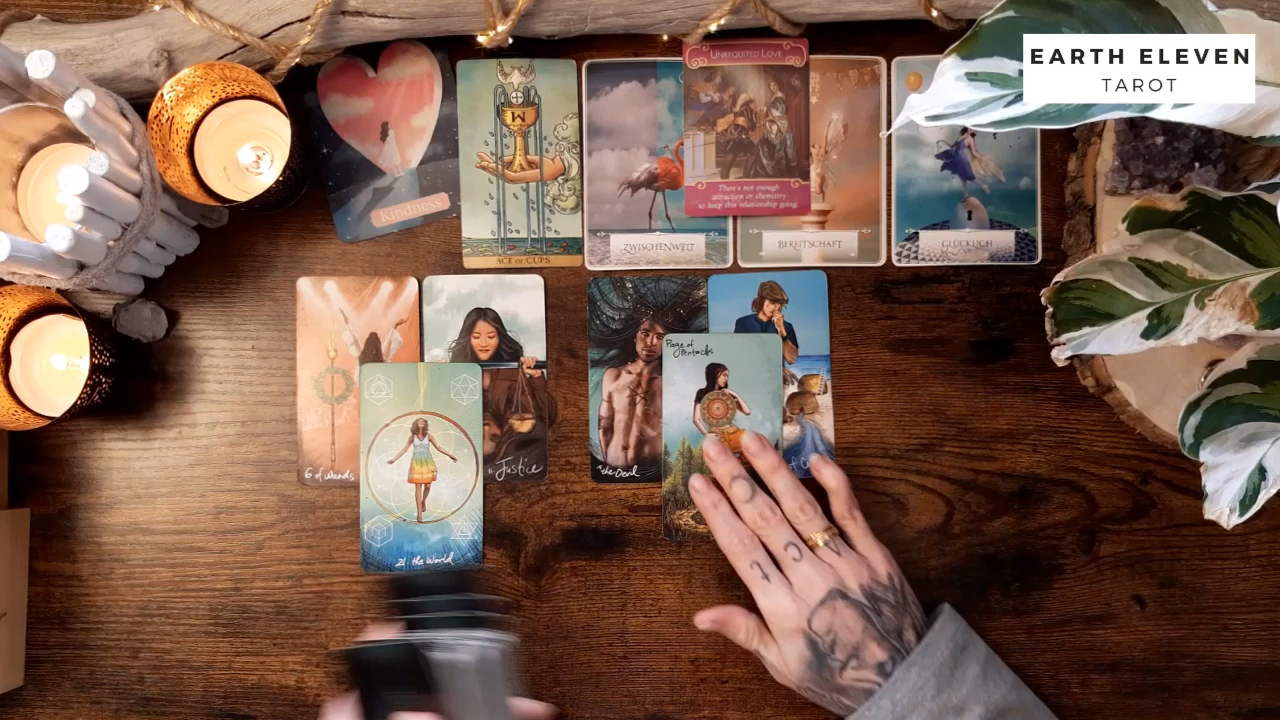 EARTH ELEVEN
TAROT
UNREQUITED LOVE
There's not enough
attraction or chemistry
to keep this relationship going.
Kindness
ACE OF CUPS
ZWISCHENWELT
BEREITSCHAFT
GLÜCKLICH
6 of Wands
Justice
the Devil
Page of
Pentacls
21. the World